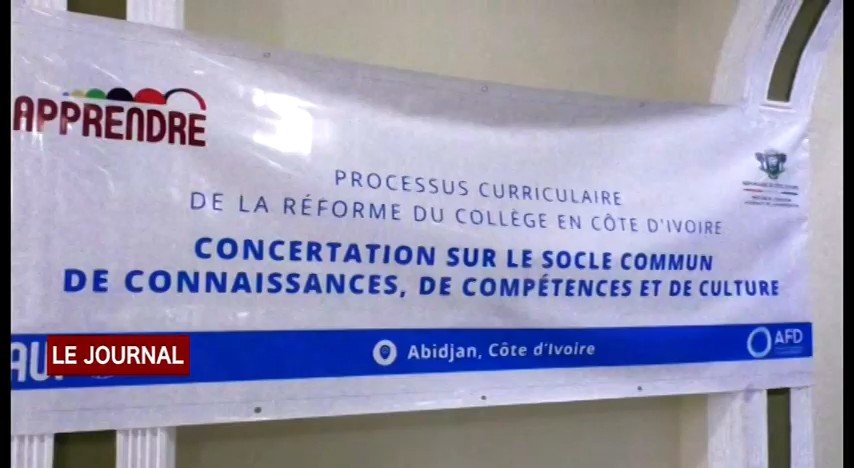 APPRENDRE
PROCESSUS CURRICULAIRE
DE LA RÉFORME DU COLLÈGE EN CÔTE D'IVOIRE
CONCERTATION SUR LE SOCLE COMMUN
DE CONNAISSANCES, DE COMPÉTENCES ET DE CULTURE
LE JOURNAL
Abidjan, Côte d'Ivoire
AFD